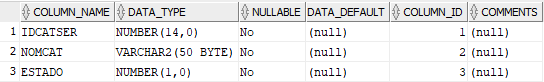 COLUMN_NAME DATA_TYPE NULLABLE DATA_DEFAULT COLUMN_ID COMMENTS
1 IDCATSER NUMBER(14,0) No (null) 1 (null)
2 NOMCAT VARCHAR2(50 BYTE) No (null) 2 (null)
3 ESTADO NUMBER(1,0) No (null) 3 (null)